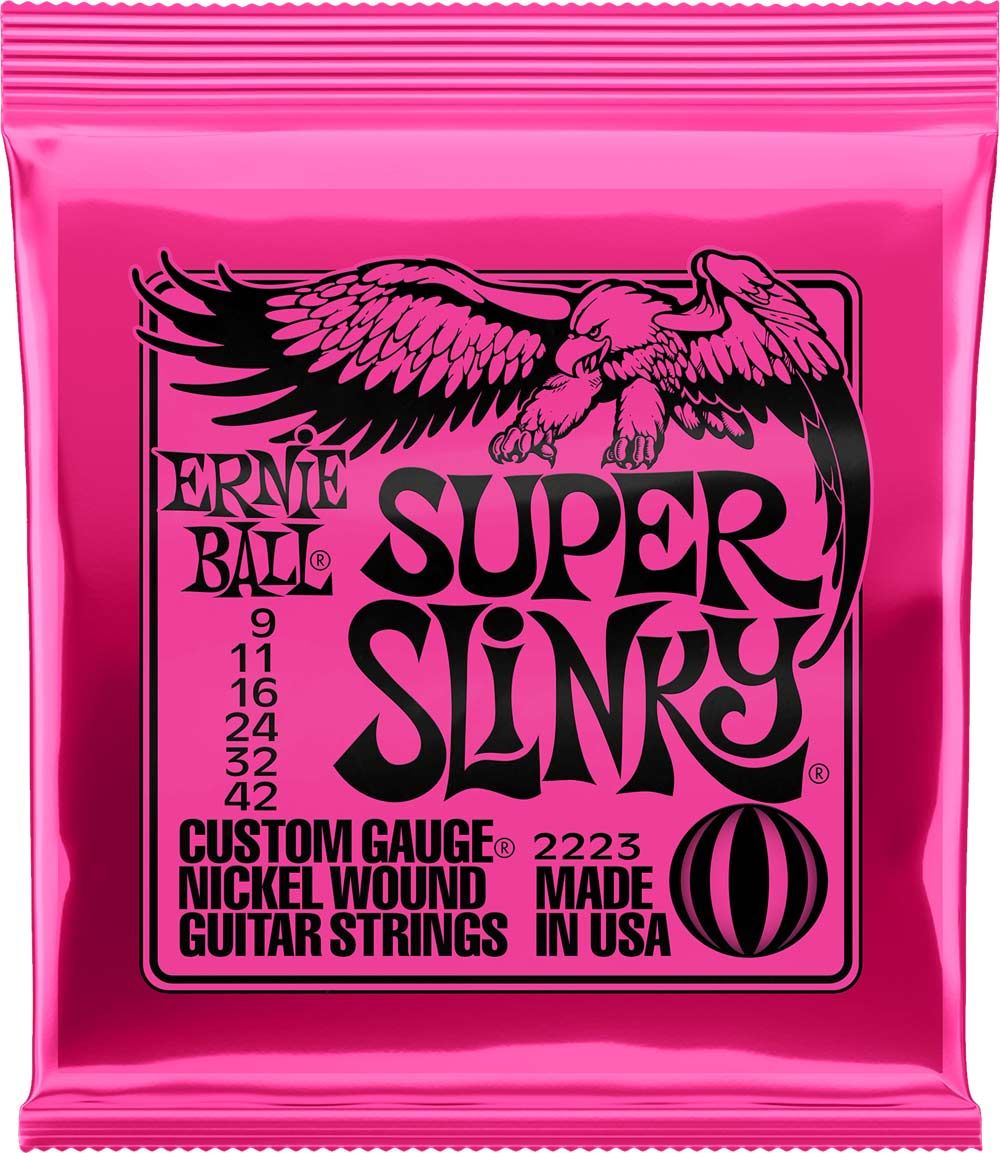 ERNIE
BALL®
SUPER
SLINKY®
9
11
16
24
32
42
CUSTOM GAUGE®
NICKEL WOUND
GUITAR STRINGS
2223
MADE
IN USA